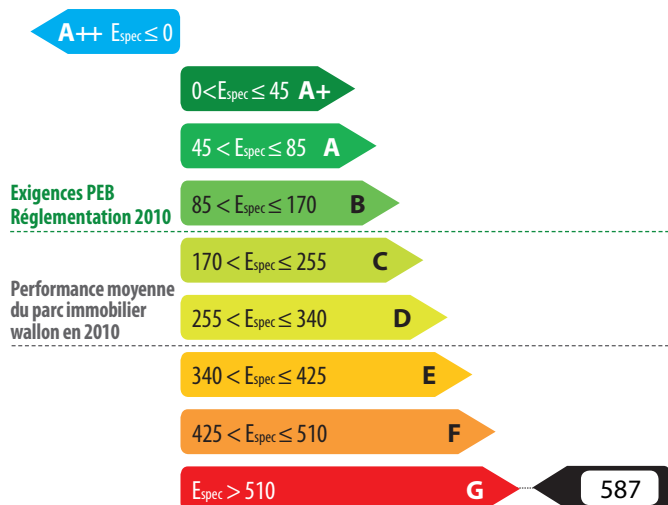 A++ Espec ≤ 0
0<Espec ≤ 45 A+
45 < Espec ≤ 85 A
Exigences PEB
Réglementation 2010
85 < Espec ≤ 170 B
170 < Espec ≤ 255 C
Performance moyenne
du parc immobilier
wallon en 2010
255 < Espec ≤ 340 D
340 < Espec ≤ 425 E
425 < Espec ≤ 510 F
Espec > 510 G 587